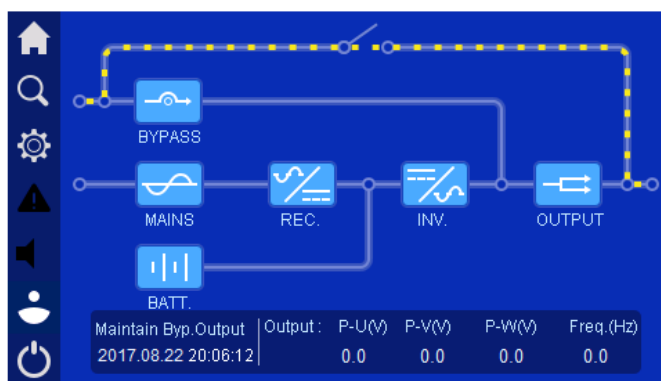 BYPASS
MAINS
REC.
INV.
OUTPUT
BATT.
Maintain Byp.Output
2017.08.22 20:06:12
Output : P-U(V) P-V(V) P-W(V) Freq.(Hz)
0.0 0.0 0.0 0.0